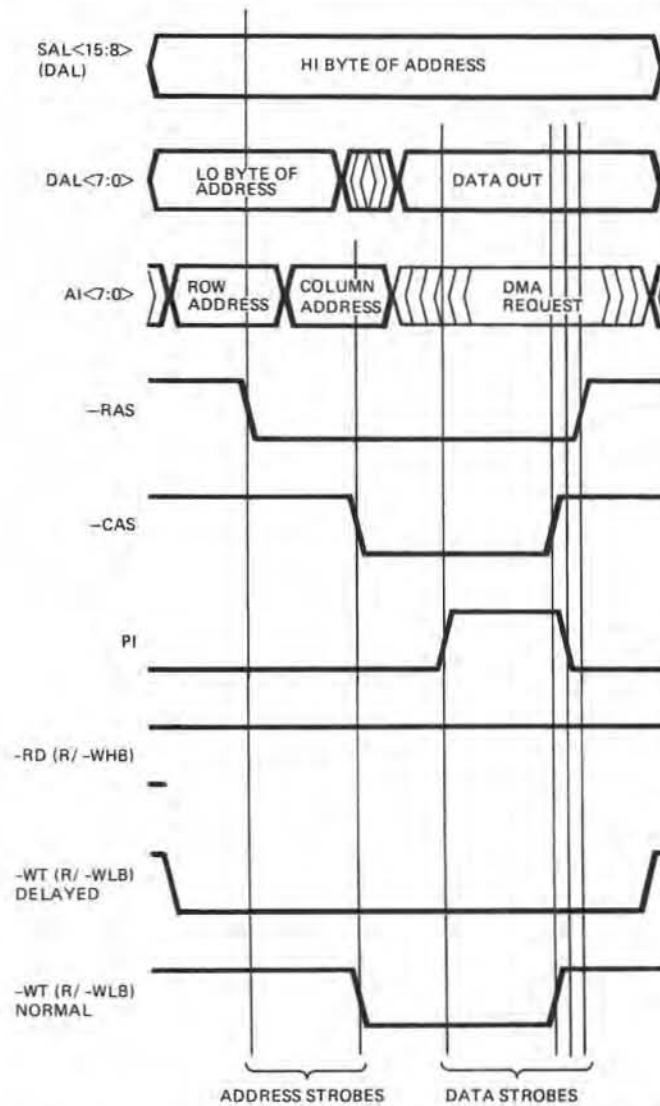 SAL<15:8>
(DAL)
HI BYTE OF ADDRESS
DAL<7:0>
LO BYTE OF
ADDRESS
DATA OUT
AI<7:0>
ROW
ADDRESS
COLUMN
ADDRESS
DMA
REQUEST
-RAS
-CAS
PI
-RD (R/ -WHB)
-WT (R/ -WLB)
DELAYED
-WT (R/ -WLB)
NORMAL
ADDRESS STROBES
DATA STROBES